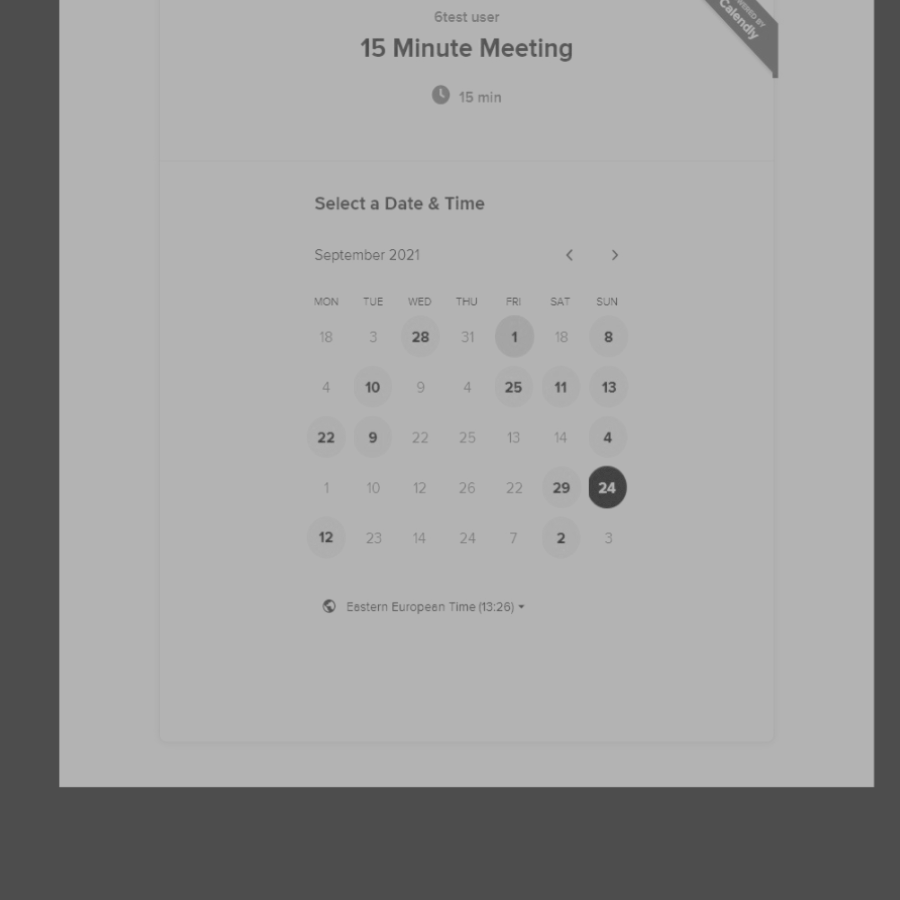 6test user
15 Minute Meeting
15 min
Calendly
Select a Date & Time
September 2021
MON TUE WED THU FRI SAT SUN
18 3 28 31 1 18 8
4 10 9 4 25 11 13
22 9 22 25 13 14 4
1 10 12 26 22 29 24
12 23 14 24 7 2 3
Eastern European Time (13:26)